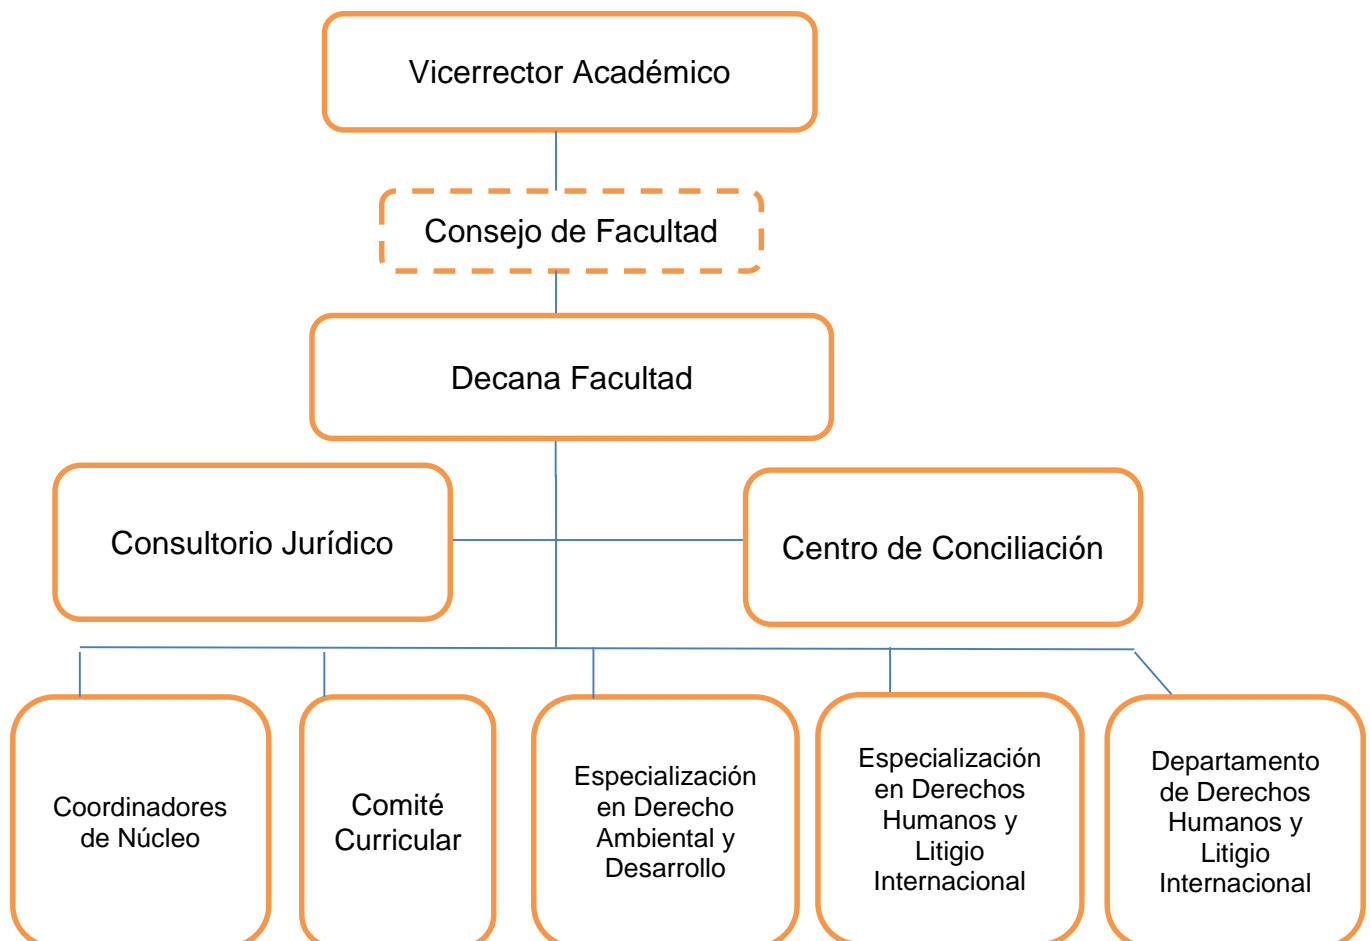 Vicerrector Académico
Consejo de Facultad
Decana Facultad
Consultorio Jurídico
Centro de Conciliación
Coordinadores
de Núcleo
Comité
Curricular
Especialización
en Derecho
Ambiental y
Desarrollo
Especialización
en Derechos
Humanos y
Litigio
Internacional
Departamento
de Derechos
Humanos y
Litigio
Internacional